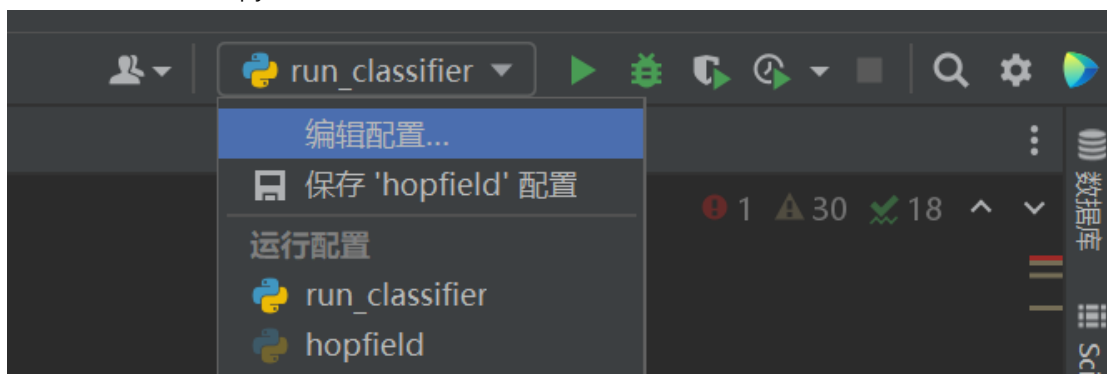 py
run_classifier
编辑配置...
保存 'hopfield' 配置
1 30 18
运行配置
run_classifier
hopfield
数据库
Sci